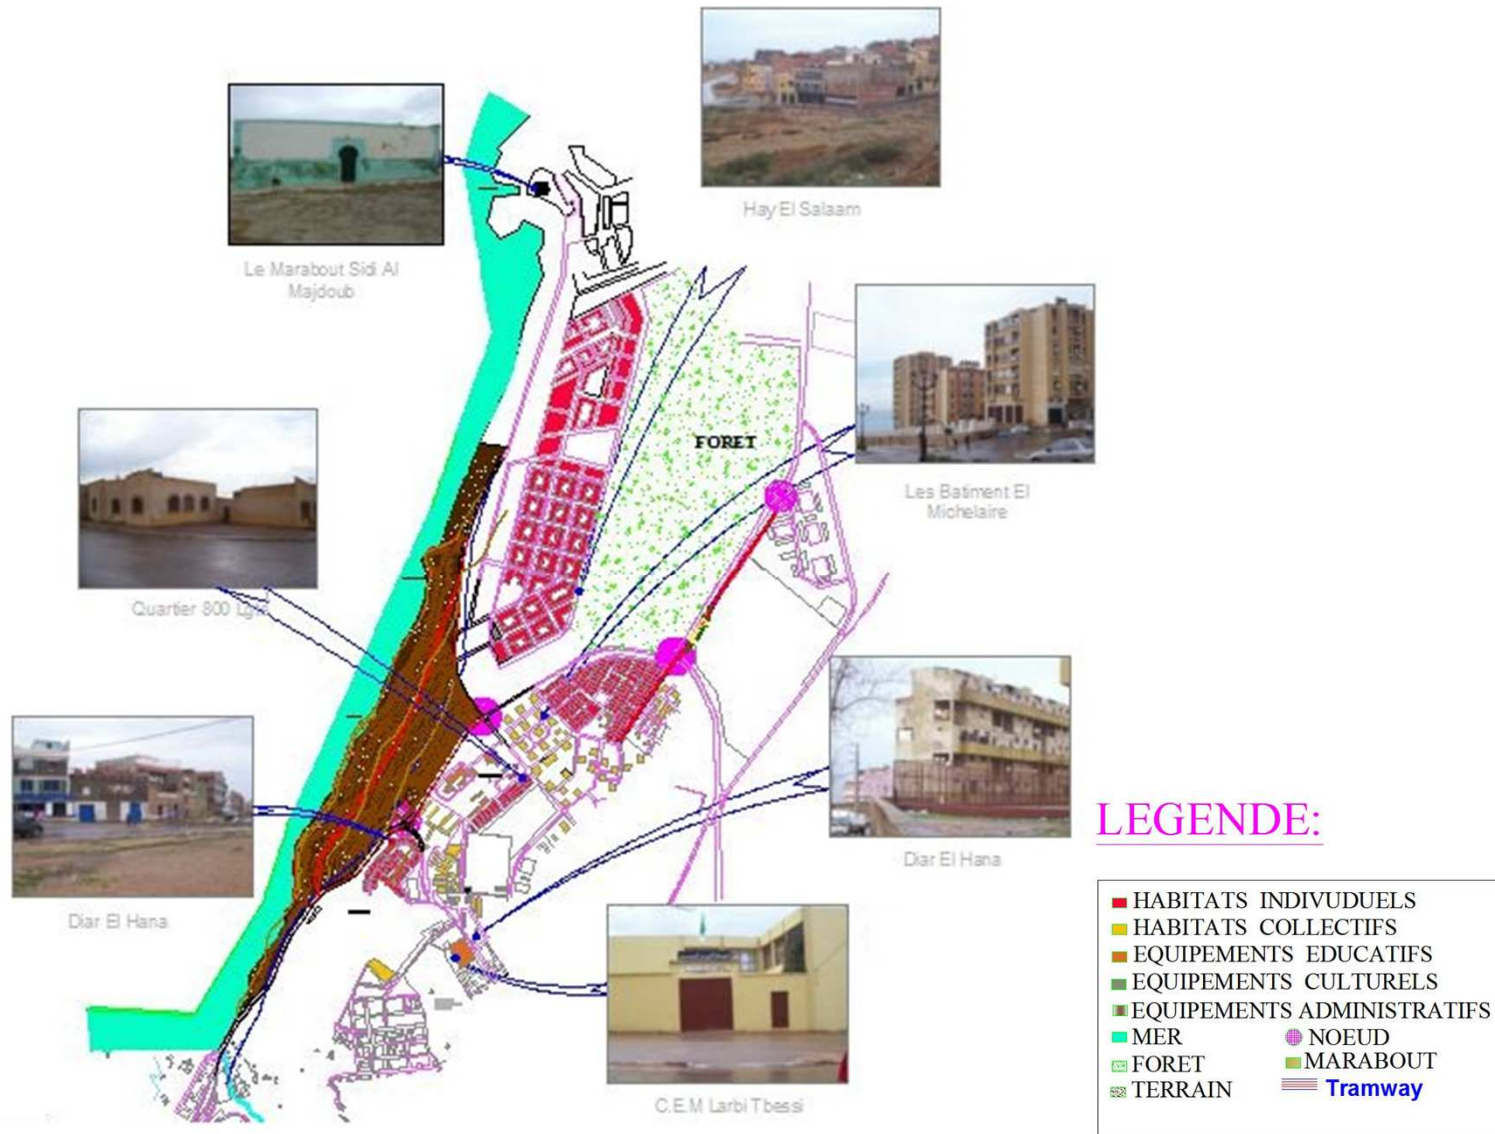 Hay El Salaam
Le Marabout Sidi Al
Majdoub
FORET
Les Batiment El
Michelaire
Quartier 800 Lgts
Diar El Hana
LEGENDE:
Diar El Hana
HABITATS INDIVUDUELS
HABITATS COLLECTIFS
EQUIPEMENTS EDUCATIFS
EQUIPEMENTS CULTURELS
EQUIPEMENTS ADMINISTRATIFS
MER NOEUD
FORET MARABOUT
TERRAIN Tramway
C.E.M Larbi Tbessi